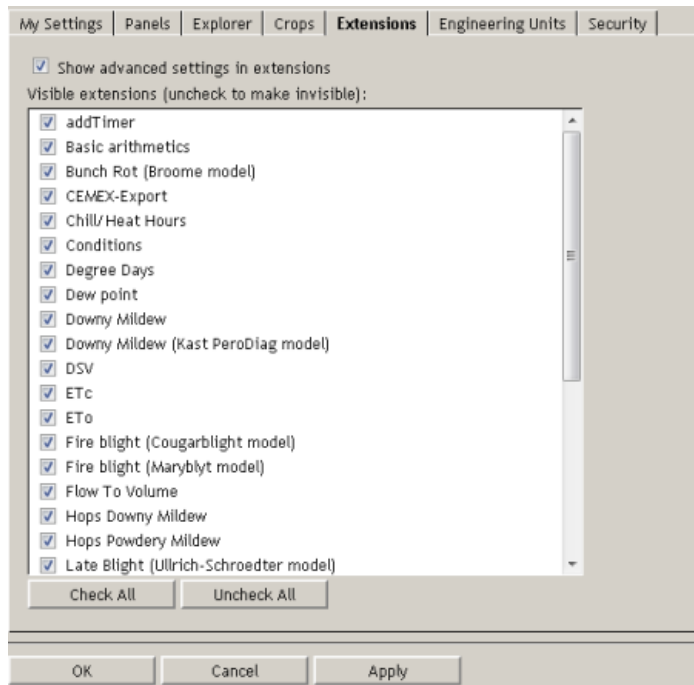 My Settings Panels Explorer Crops Extensions Engineering Units Security
Show advanced settings in extensions
Visible extensions (uncheck to make invisible):
addTimer
Basic arithmetics
Bunch Rot (Broome model)
CEMEX-Export
Chill/Heat Hours
Conditions
Degree Days
Dew point
Downy Mildew
Downy Mildew (Kast PeroDiag model)
DSV
ETc
ETo
Fire blight (Cougarblight model)
Fire blight (Maryblyt model)
Flow To Volume
Hops Downy Mildew
Hops Powdery Mildew
Late Blight (Ullrich-Schroedter model)
Check All Uncheck All
OK Cancel Apply